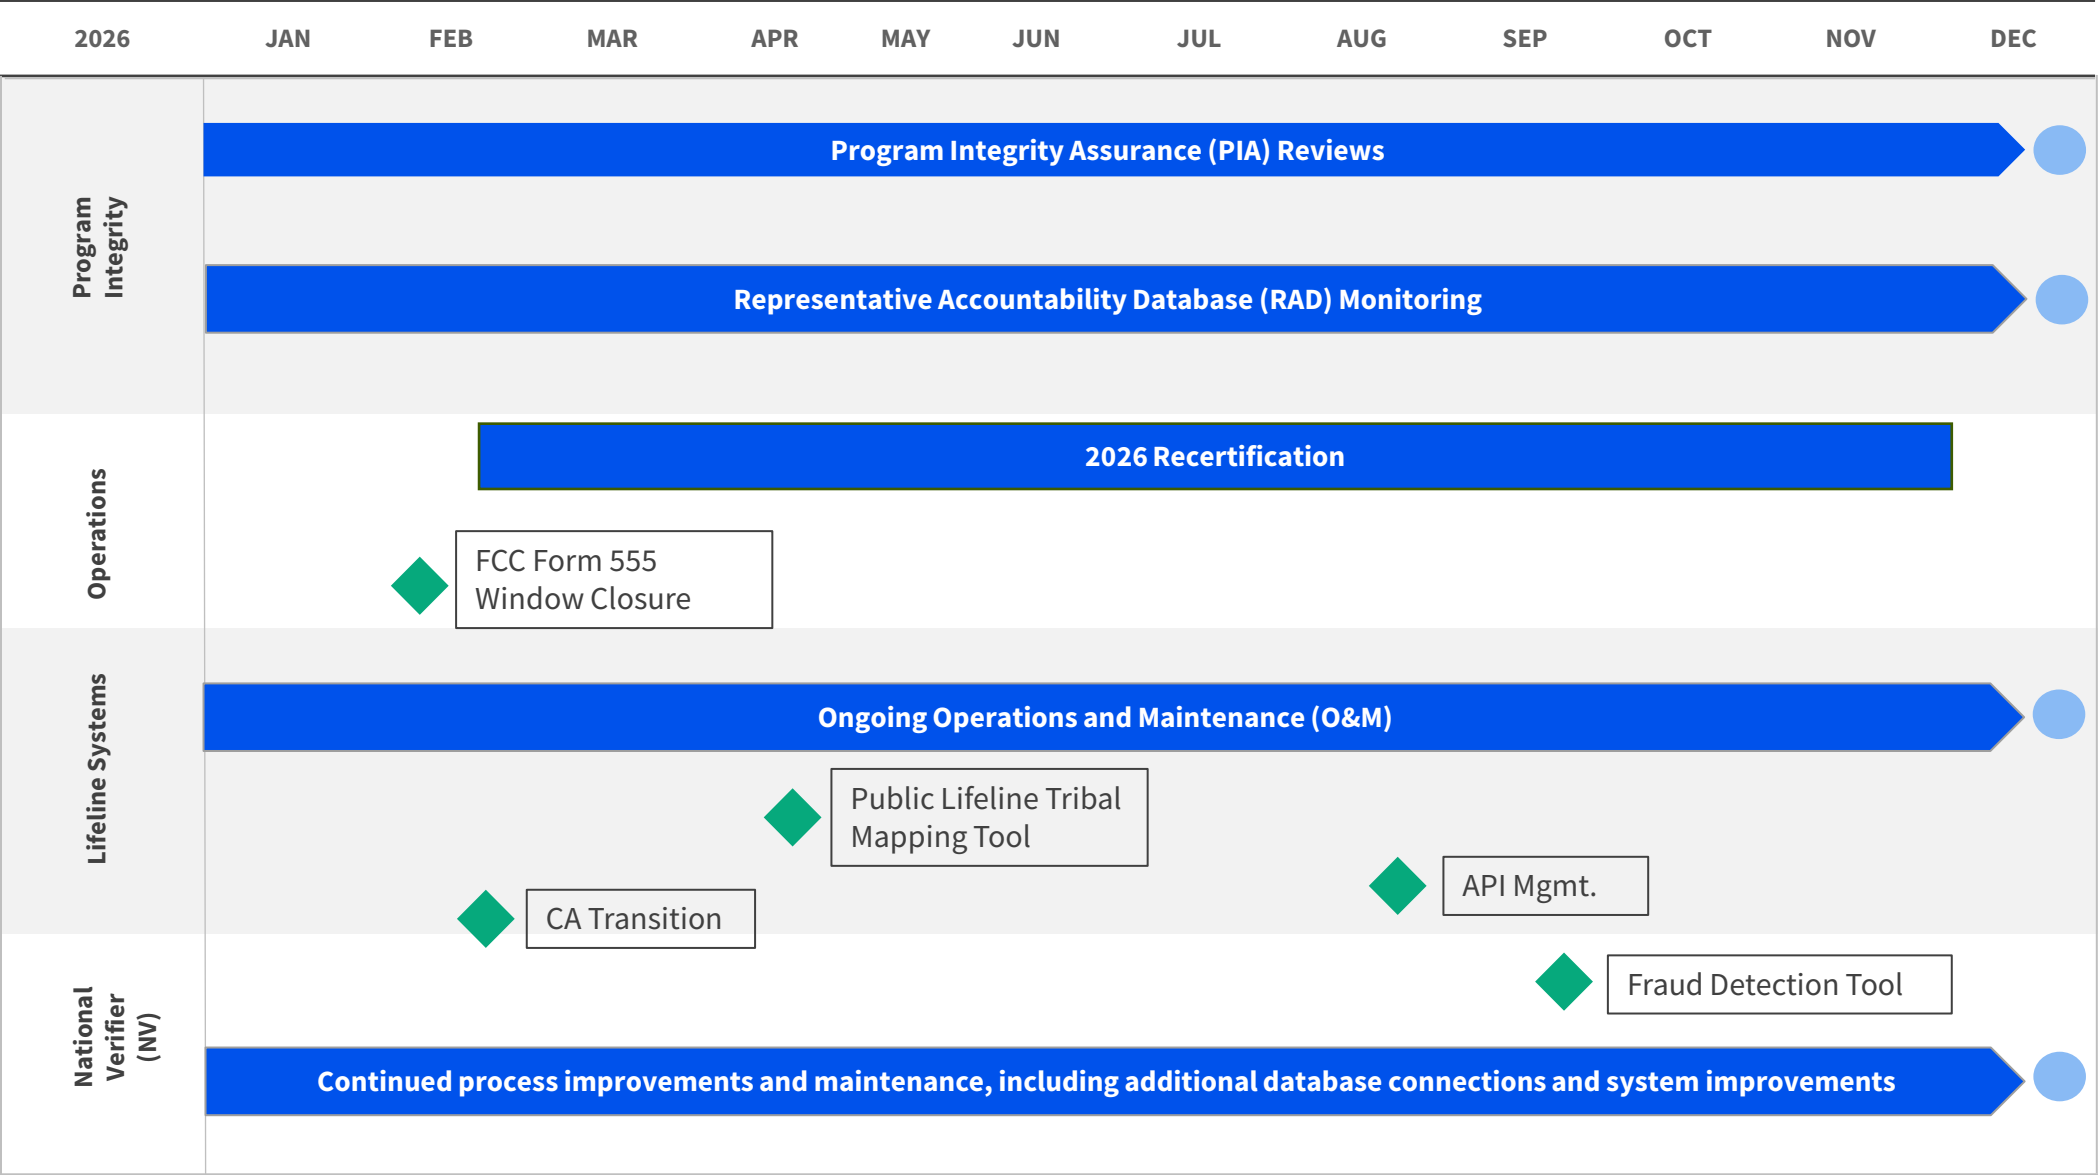 2026 JAN FEB MAR APR MAY JUN JUL AUG SEP OCT NOV DEC
Program
Integrity
Program Integrity Assurance (PIA) Reviews
Representative Accountability Database (RAD) Monitoring
Operations
2026 Recertification
FCC Form 555
Window Closure
Lifeline Systems
Ongoing Operations and Maintenance (O&M)
Public Lifeline Tribal
Mapping Tool
API Mgmt.
CA Transition
National
Verifier
(NV)
Fraud Detection Tool
Continued process improvements and maintenance, including additional database connections and system improvements